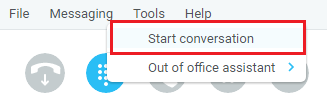 File Messaging Tools Help
Start conversation
Out of office assistant